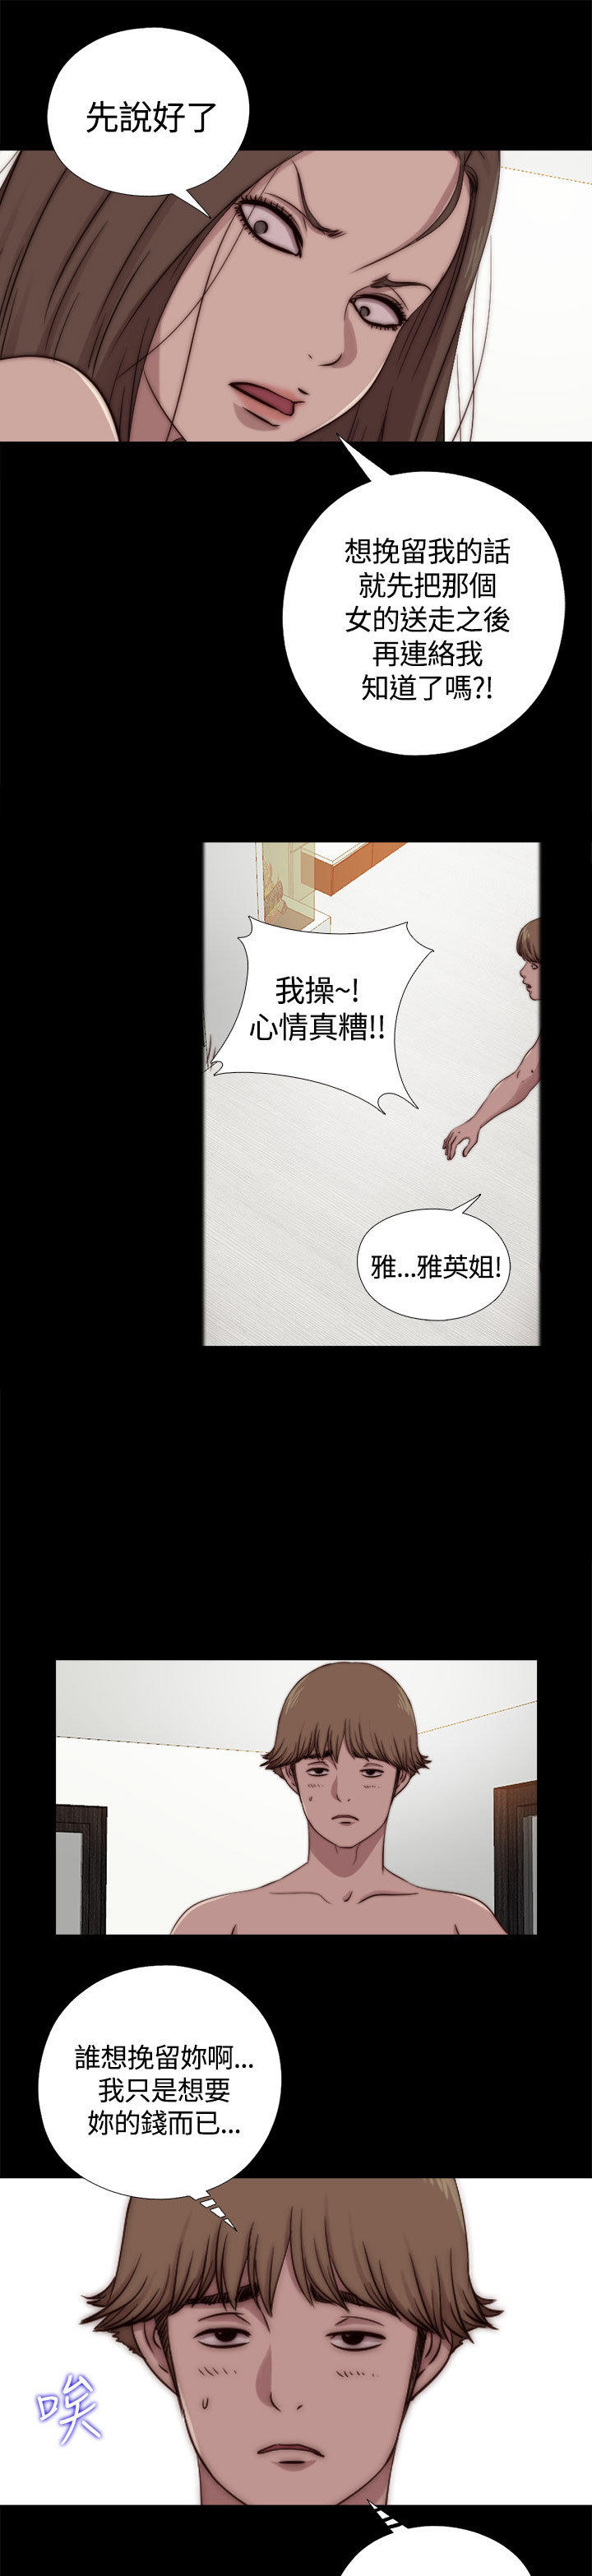 先說好了
想挽留我的話
就先把那個
女的送走之後
再連絡我
知道了嗎?!
我操~!
心情真糟!!
雅...雅英姐!
誰想挽留妳啊...
我只是想要
妳的錢而已...
唉